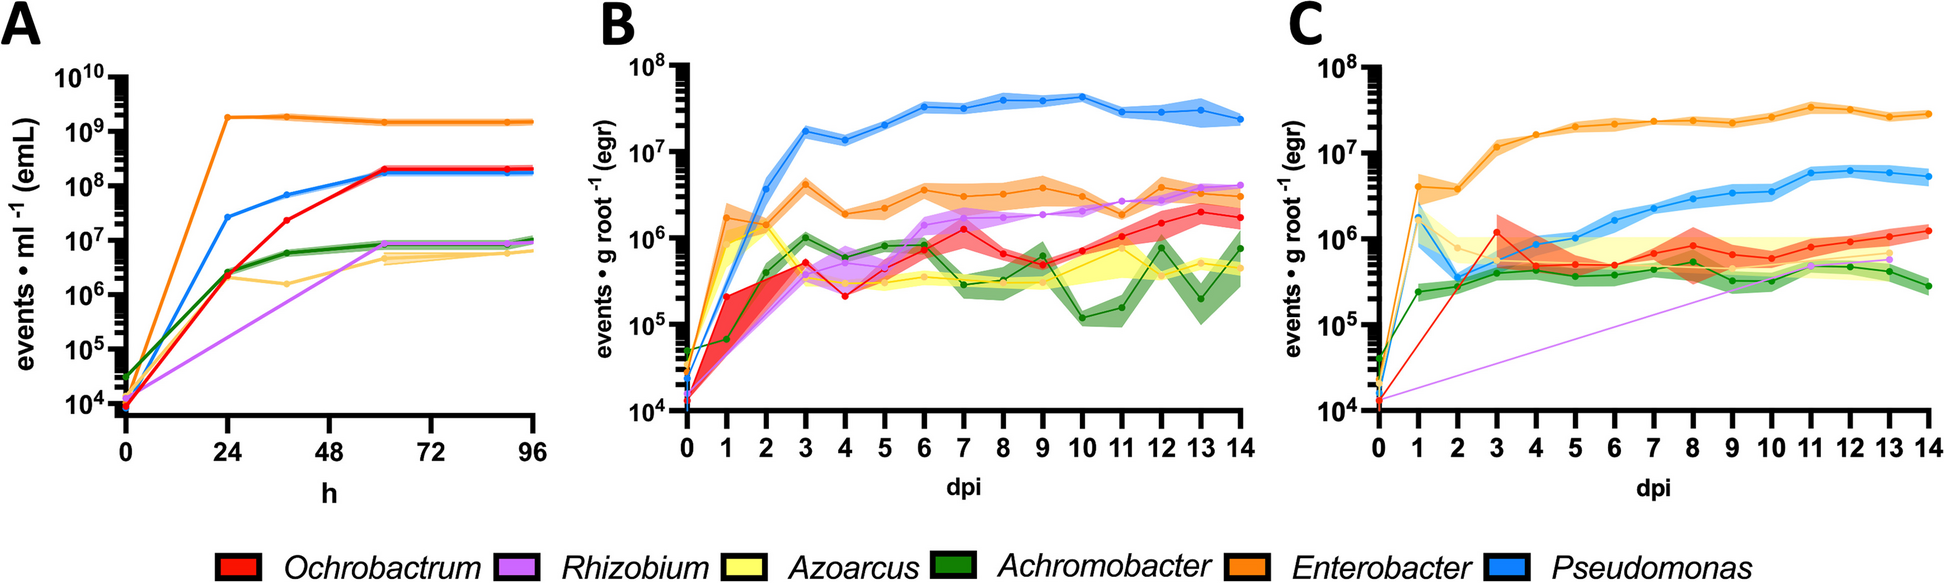 A
events • ml -1 (emL)
10^10
10^9
10^8
10^7
10^6
10^5
10^4
0 24 48 72 96
h
B
events • g root -1 (egr)
10^8
10^7
10^6
10^5
10^4
0 1 2 3 4 5 6 7 8 9 10 11 12 13 14
dpi
C
events • g root -1 (egr)
10^8
10^7
10^6
10^5
10^4
0 1 2 3 4 5 6 7 8 9 10 11 12 13 14
dpi
Ochrobactrum Rhizobium Azoarcus Achromobacter Enterobacter Pseudomonas